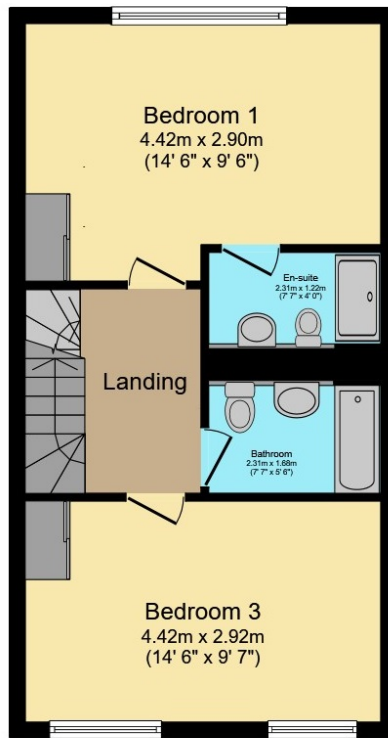 Bedroom 1
4.42m x 2.90m
(14' 6" x 9' 6")
En-suite
2.31m x 1.22m
(7' 7" x 4' 0")
Landing
Bathroom
2.31m x 1.68m
(7' 7" x 5' 6")
Bedroom 3
4.42m x 2.92m
(14' 6" x 9' 7")